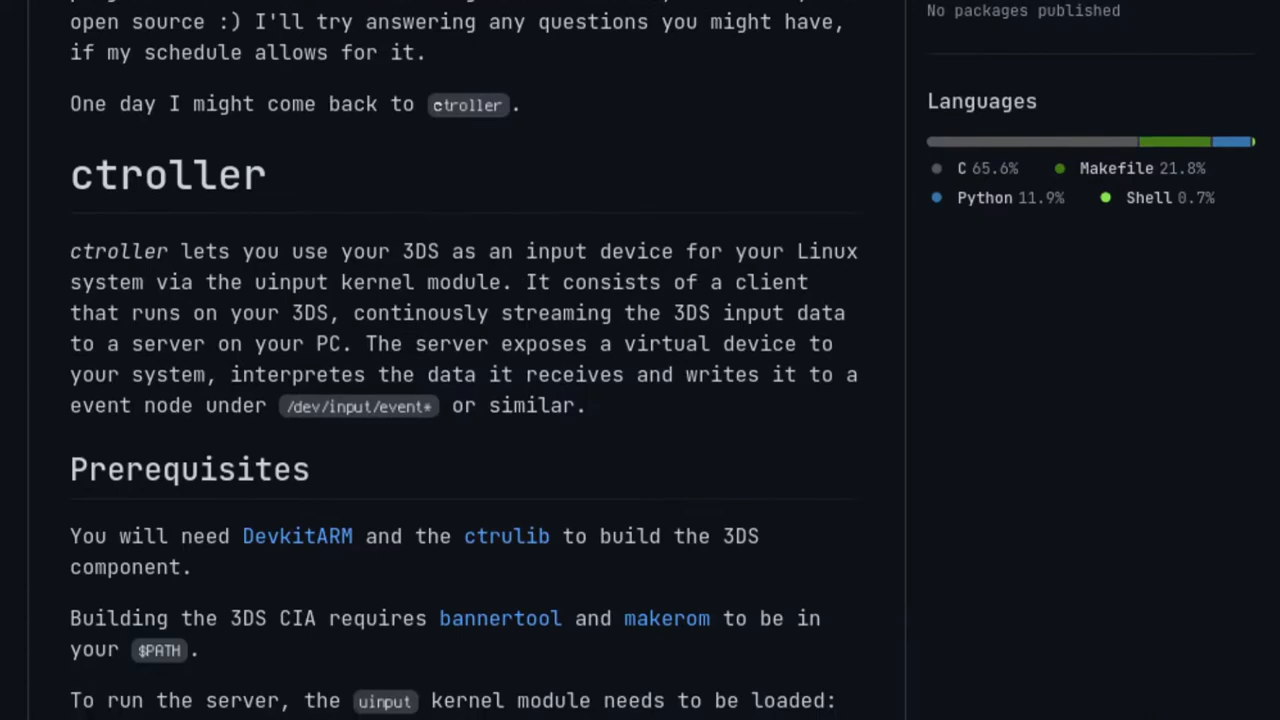 open source :) I'll try answering any questions you might have,
if my schedule allows for it.
One day I might come back to ctroller.
ctroller
ctroller lets you use your 3DS as an input device for your Linux
system via the uinput kernel module. It consists of a client
that runs on your 3DS, continously streaming the 3DS input data
to a server on your PC. The server exposes a virtual device to
your system, interpretes the data it receives and writes it to a
event node under /dev/input/event* or similar.
Prerequisites
You will need DevkitARM and the ctrulib to build the 3DS
component.
Building the 3DS CIA requires bannertool and makerom to be in
your $PATH.
To run the server, the uinput kernel module needs to be loaded:
No packages published
Languages
C 65.6% Makefile 21.8%
Python 11.9% Shell 0.7%